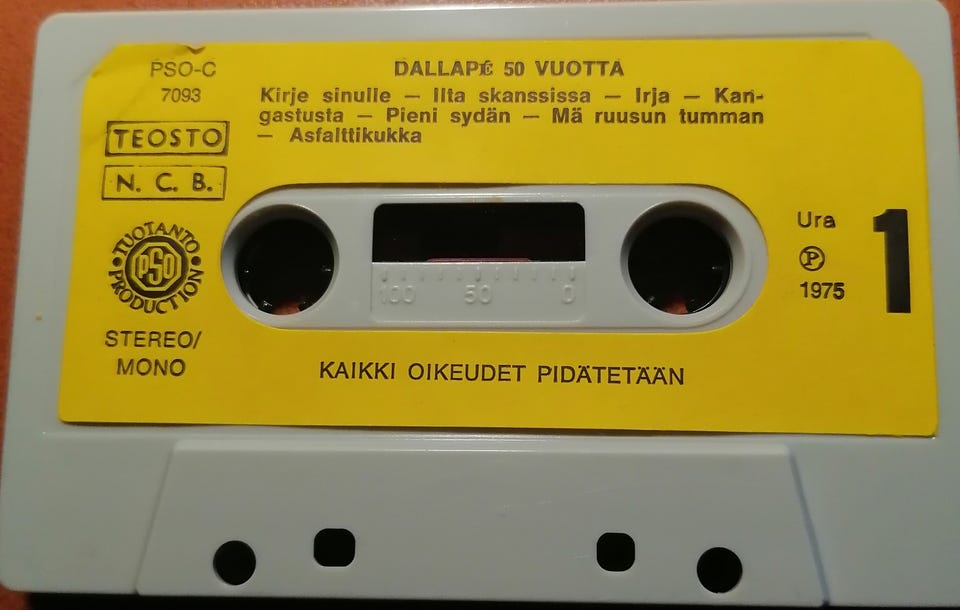 PSO-C
7093
TEOSTO
N. C. B.
TUOTANTO
PSO
PRODUCTION
STEREO/
MONO
DALLAPÉ 50 VUOTTA
Kirje sinulle — Ilta skanssissa — Irja — Kan-
gastusta — Pieni sydän — Mä ruusun tumman
— Asfalttikukka
100 50 0
Ura
1
℗
1975
KAIKKI OIKEUDET PIDÄTETÄÄN